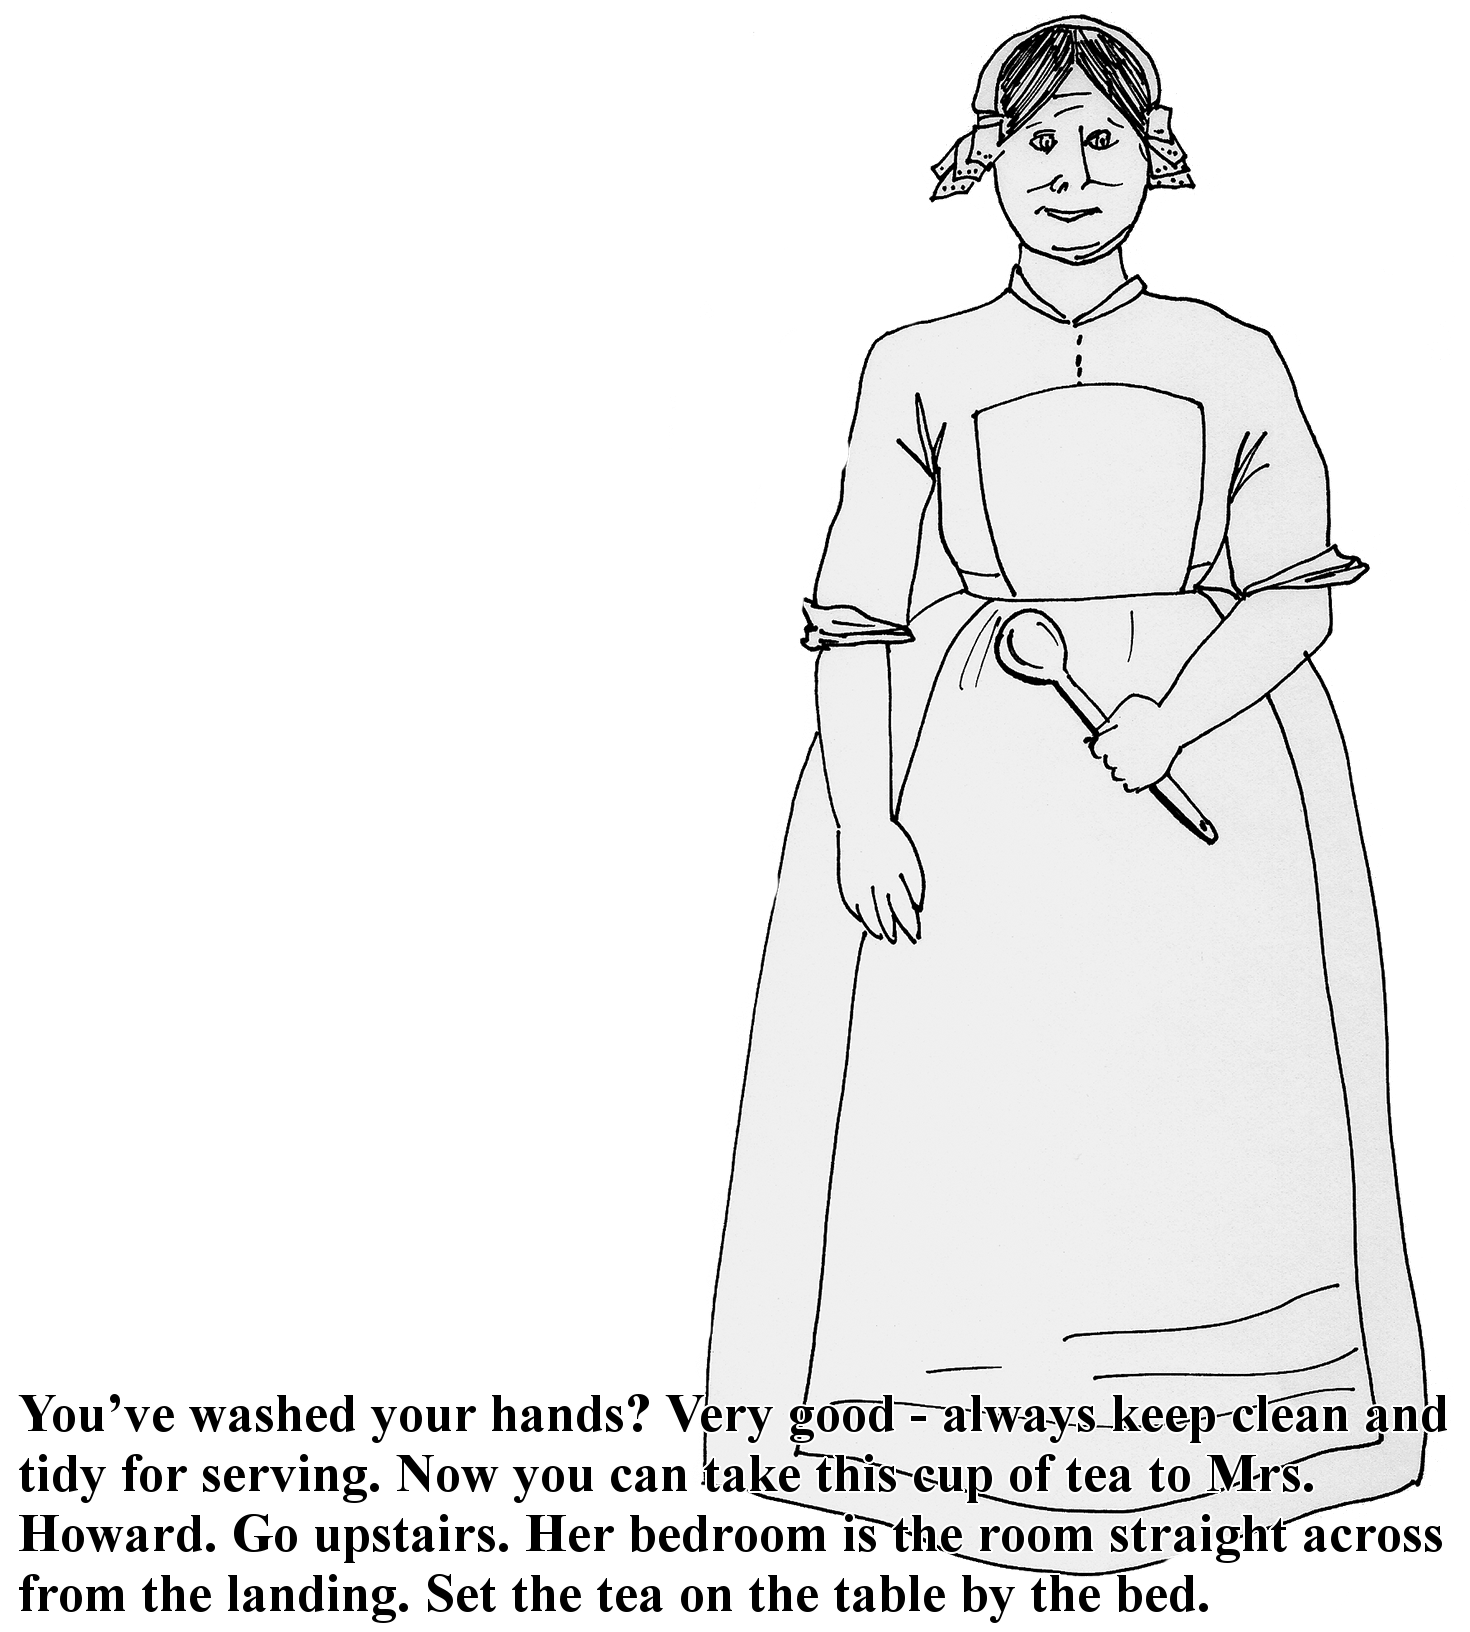 You’ve washed your hands? Very good - always keep clean and
tidy for serving. Now you can take this cup of tea to Mrs.
Howard. Go upstairs. Her bedroom is the room straight across
from the landing. Set the tea on the table by the bed.